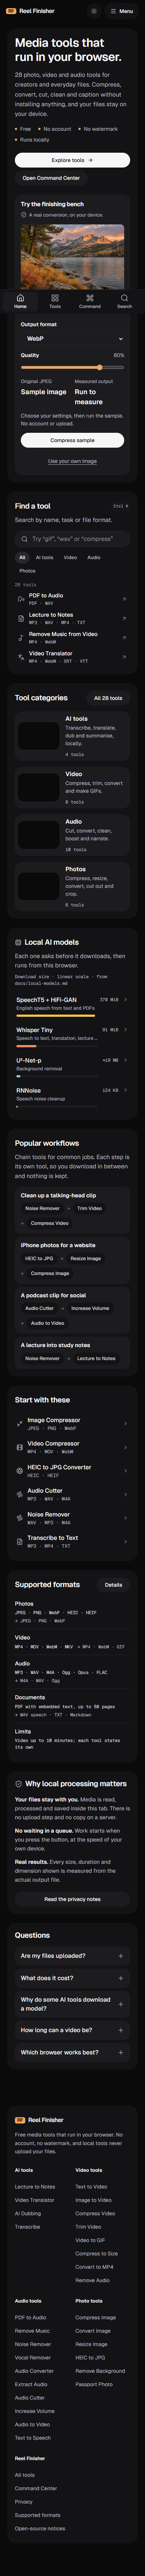 RF Reel Finisher
Menu
Media tools that
run in your browser.
28 photo, video and audio tools for
creators and everyday files. Compress,
convert, cut, clean and caption without
installing anything, and your files stay
on your device.
Free
No account
No watermark
Runs locally
Explore tools
Open Command Center
Try the finishing bench
A real conversion, on your device.
Home
Tools
Command
Search
Output format
WebP
Quality
80%
Original JPEG
Measured output
Sample image
Run to
measure
Choose your settings, then run the sample.
No account or upload.
Compress sample
Use your own image
Find a tool
Ctrl K
Search by name, task or file format.
Try "gif", "wav" or "compress"
All
AI tools
Video
Audio
Photos
28 tools
PDF to Audio
PDF · WAV
Lecture to Notes
MP3 · WAV · MP4 · TXT
Remove Music from Video
MP4 · WebM
Video Translator
MP4 · WebM · SRT · VTT
Tool categories
All 28 tools
AI tools
Transcribe, translate,
dub and summarise,
locally.
4 tools
Video
Compress, trim, convert
and make GIFs.
8 tools
Audio
Cut, convert, clean,
boost and narrate.
10 tools
Photos
Compress, resize,
convert, cut out and
crop.
6 tools
Local AI models
Each one asks before it downloads, then
runs from this browser.
Download size · linear scale · from
docs/local-models.md
SpeechT5 + HiFi-GAN
English speech from text and PDFs
Whisper Tiny
Speech to text, translation, lecture ...
U²-Net-p
Background removal
RNNoise
124 KB
Speech noise cleanup
Popular workflows
Chain tools for common jobs. Each step is
its own tool, so you download in between
and nothing is kept.
Clean up a talking-head clip
Noise Remover
Trim Video
Compress Video
iPhone photos for a website
HEIC to JPG
Resize Image
Compress Image
A podcast clip for social
Audio Cutter
Increase Volume
Audio to Video
A lecture into study notes
Noise Remover
Lecture to Notes
Start with these
Image Compressor
JPEG · PNG · WebP
Video Compressor
MP4 · MOV · WebM
HEIC to JPG Converter
HEIC · HEIF
Audio Cutter
MP3 · WAV · M4A
Noise Remover
WAV · MP3 · M4A
Transcribe to Text
MP3 · MP4 · TXT
Supported formats
Details
Photos
JPEG · PNG · WebP · HEIC · HEIF
→ JPEG · PNG · WebP
Video
MP4 · MOV · WebM · MKV → MP4 · WebM · GIF
Audio
MP3 · WAV · M4A · Ogg · Opus · FLAC
→ M4A · WAV · Ogg
Documents
PDF with embedded text, up to 50 pages
→ WAV speech · TXT · Markdown
Limits
Video up to 10 minutes; each tool states
its own
Why local processing matters
Your files stay with you. Media is read,
processed and saved inside this tab. There is
no upload step and no copy of your file on a
server.
No waiting in a queue. Work starts when
you press the button, at the speed of your
own device.
Real results. Every size, duration and
dimension shown is measured from the
actual output file.
Read the privacy notes
Questions
Are my files uploaded?
What does it cost?
Why do some AI tools download
a model?
How long can a video be?
Which browser works best?
RF Reel Finisher
Free media tools that run in your browser. No
account, no watermark, and local tools never
upload your files.
AI tools
Video tools
Lecture to Notes
Text to Video
Video Translator
Image to Video
AI Dubbing
Compress Video
Transcribe
Trim Video
Video to GIF
Compress to Size
Convert to MP4
Remove Audio
Audio tools
Photo tools
PDF to Audio
Compress Image
Remove Music
Convert Image
Noise Remover
Resize Image
Vocal Remover
HEIC to JPG
Audio Converter
Remove Background
Extract Audio
Passport Photo
Audio Cutter
Increase Volume
Audio to Video
Text to Speech
Reel Finisher
All tools
Command Center
Privacy
Supported formats
Open-source notices